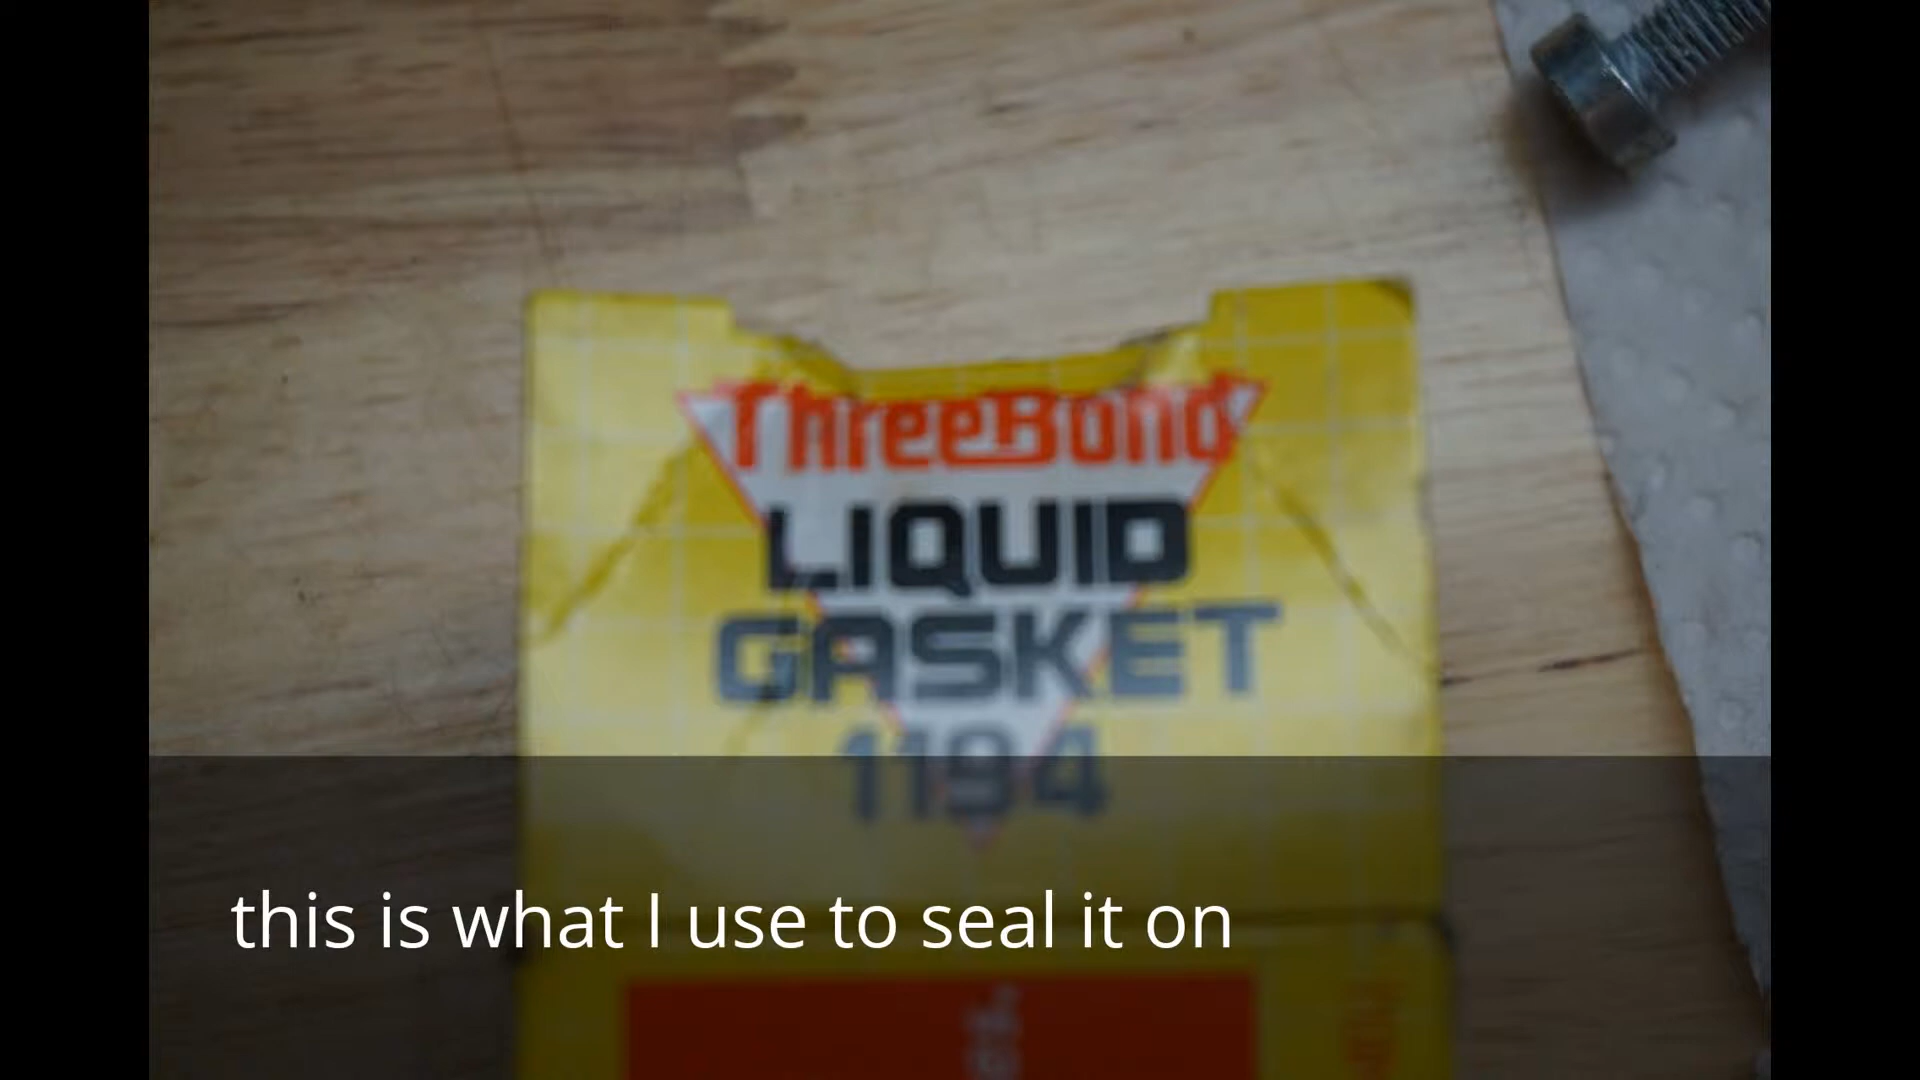 ThreeBond
LIQUID
GASKET
1194
this is what I use to seal it on